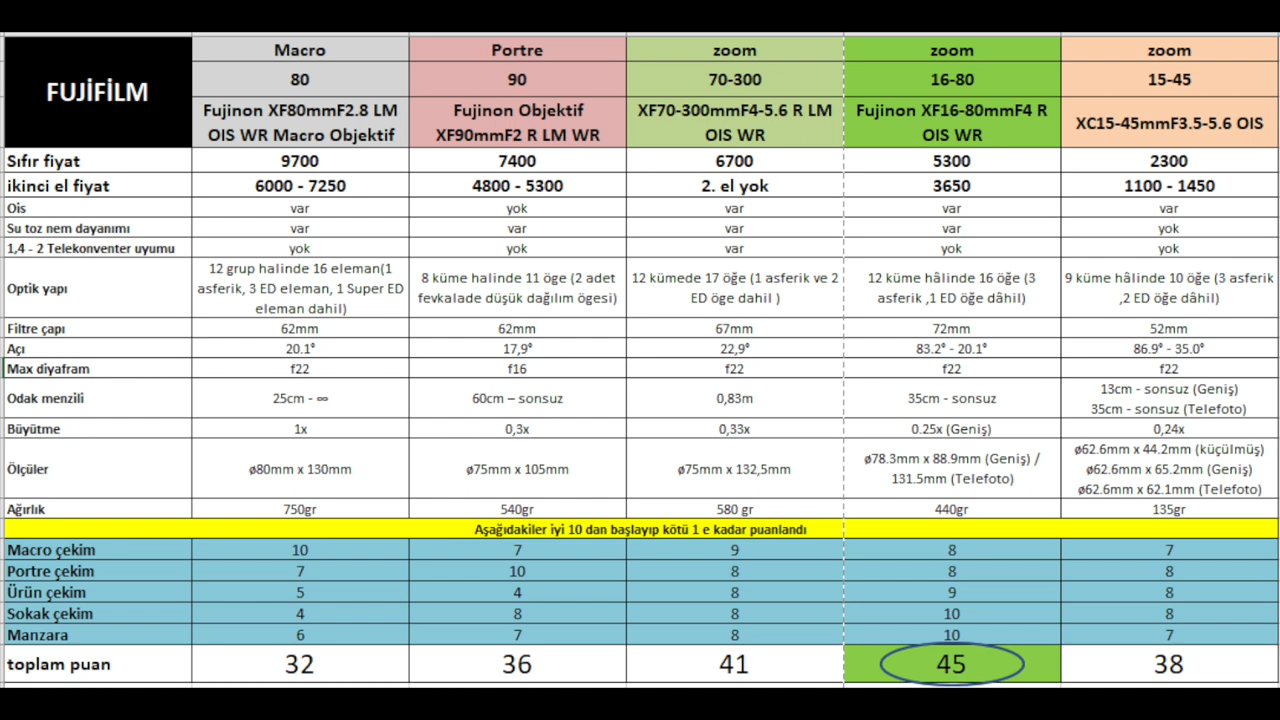 FUJİFİLM
Macro Portre zoom zoom zoom
80 90 70-300 16-80 15-45
Fujinon XF80mmF2.8 LM OIS WR Macro Objektif
Fujinon Objektif XF90mmF2 R LM WR
XF70-300mmF4-5.6 R LM OIS WR
Fujinon XF16-80mmF4 R OIS WR
XC15-45mmF3.5-5.6 OIS
Sıfır fiyat 9700 7400 6700 5300 2300
ikinci el fiyat 6000 - 7250 4800 - 5300 2. el yok 3650 1100 - 1450
Ois var yok var var var
Su toz nem dayanımı var var var var yok
1,4 - 2 Telekonventer uyumu yok yok var yok yok
Optik yapı
12 grup halinde 16 eleman(1 asferik, 3 ED eleman, 1 Super ED eleman dahil)
8 küme halinde 11 öge (2 adet fevkalade düşük dağılım ögesi)
12 kümede 17 öğe (1 asferik ve 2 ED öge dahil )
12 küme hâlinde 16 öğe (3 asferik ,1 ED öğe dâhil)
9 küme hâlinde 10 öğe (3 asferik ,2 ED öğe dâhil)
Filtre çapı 62mm 62mm 67mm 72mm 52mm
Açı 20.1° 17,9° 22,9° 83.2° - 20.1° 86.9° - 35.0°
Max diyafram f22 f16 f22 f22 f22
Odak menzili 25cm - ∞ 60cm – sonsuz 0,83m 35cm - sonsuz 13cm - sonsuz (Geniş)
35cm - sonsuz (Telefoto)
Büyütme 1x 0,3x 0,33x 0.25x (Geniş) 0,24x
Ölçüler ø80mm x 130mm ø75mm x 105mm ø75mm x 132,5mm
ø78.3mm x 88.9mm (Geniş) / 131.5mm (Telefoto)
ø62.6mm x 44.2mm (küçülmüş)
ø62.6mm x 65.2mm (Geniş)
ø62.6mm x 62.1mm (Telefoto)
Ağırlık 750gr 540gr 580 gr 440gr 135gr
Aşağıdakiler iyi 10 dan başlayıp kötü 1 e kadar puanlandı
Macro çekim 10 7 9 8 7
Portre çekim 7 10 8 8 8
Ürün çekim 5 4 8 9 8
Sokak çekim 4 8 8 10 8
Manzara 6 7 8 10 7
toplam puan 32 36 41 45 38